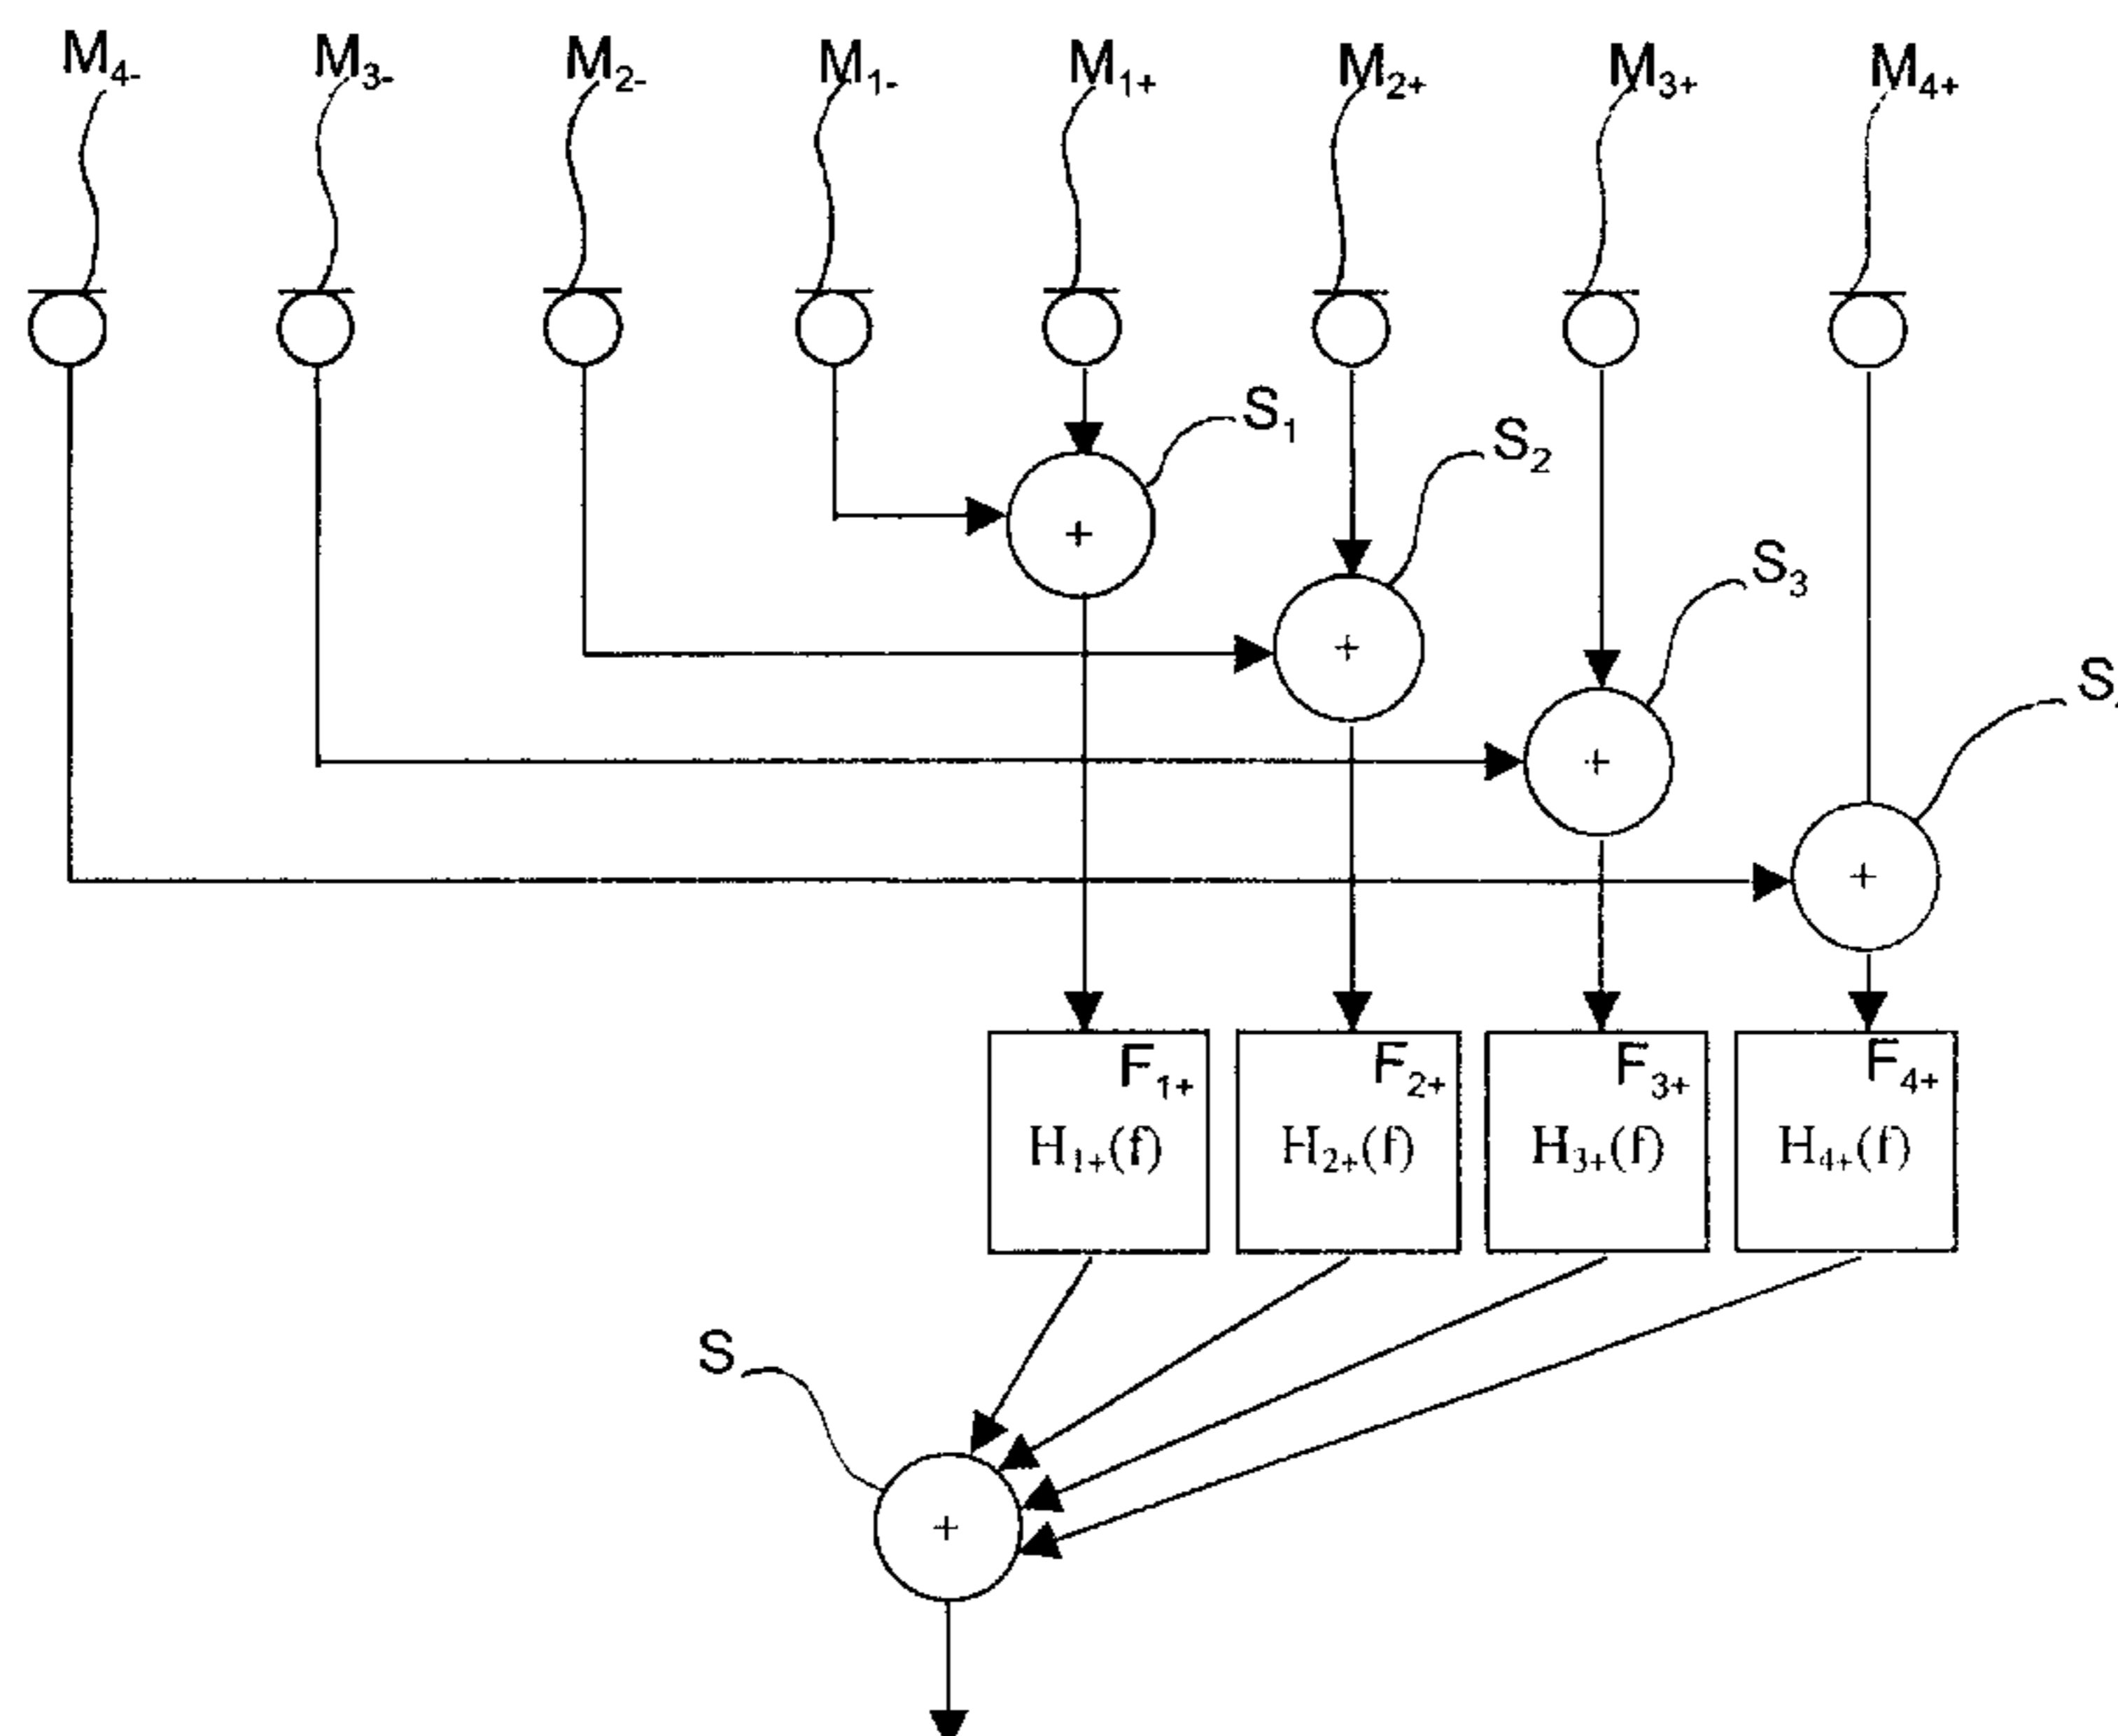 M4- M3- M2- M1- M1+ M2+ M3+ M4+
S1
S2
S3
S
+
+
+
+
F1+ F2+ F3+ F4+
H1+(f) H2+(f) H3+(f) H4+(f)
S
+